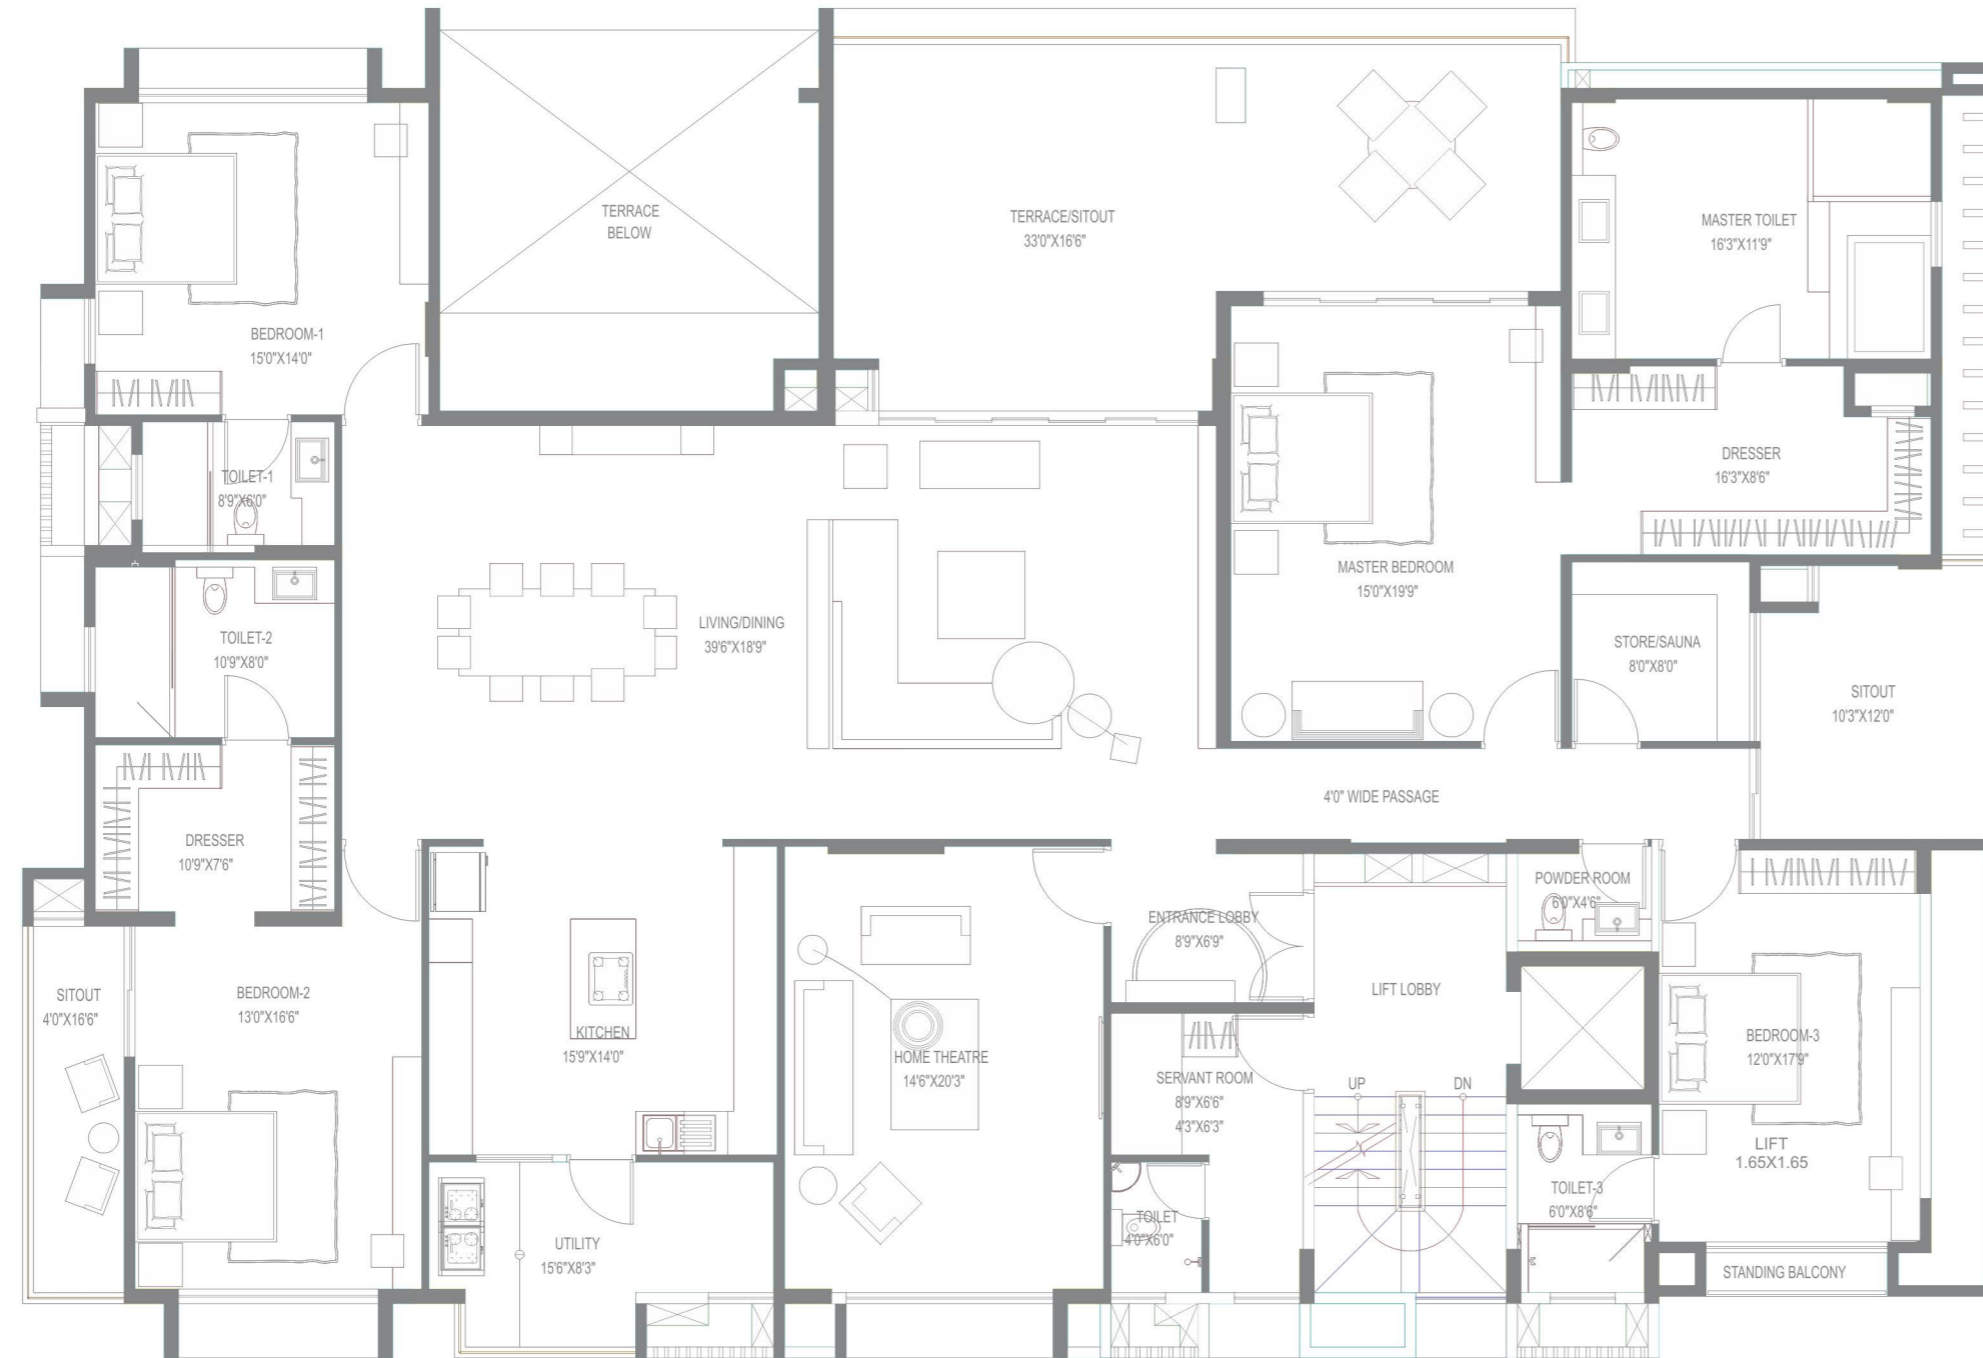 TERRACE
BELOW
TERRACE/SITOUT
33'0"X16'6"
MASTER TOILET
16'3"X11'9"
BEDROOM-1
15'0"X14'0"
DRESSER
16'3"X8'6"
TOILET-1
8'9"X6'0"
MASTER BEDROOM
15'0"X19'9"
LIVING/DINING
39'6"X18'9"
TOILET-2
10'9"X8'0"
STORE/SAUNA
8'0"X8'0"
SITOUT
10'3"X12'0"
4'0" WIDE PASSAGE
DRESSER
10'9"X7'6"
POWDER ROOM
6'0"X4'6"
ENTRANCE LOBBY
8'9"X6'9"
LIFT LOBBY
SITOUT
4'0"X16'6"
BEDROOM-2
13'0"X16'6"
KITCHEN
15'9"X14'0"
HOME THEATRE
14'6"X20'3"
BEDROOM-3
12'0"X17'9"
SERVANT ROOM
8'9"X6'6"
4'3"X6'3"
UP
DN
LIFT
1.65X1.65
TOILET-3
6'0"X8'6"
TOILET
4'0"X6'0"
UTILITY
15'6"X8'3"
STANDING BALCONY